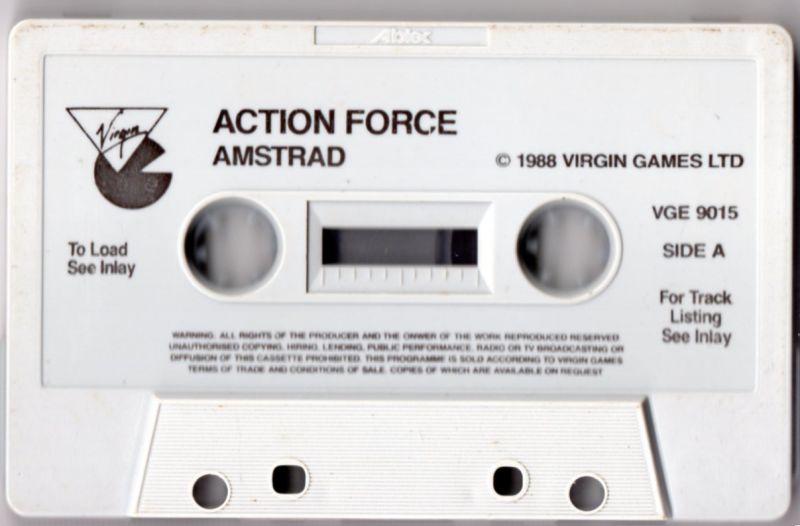 Ablex
Virgin
ACTION FORCE
AMSTRAD
© 1988 VIRGIN GAMES LTD
VGE 9015
SIDE A
To Load
See Inlay
For Track
Listing
See Inlay
WARNING. ALL RIGHTS OF THE PRODUCER AND THE ONWER OF THE WORK REPRODUCED RESERVED
UNAUTHORISED COPYING, HIRING, LENDING, PUBLIC PERFORMANCE, RADIO OR TV BROADCASTING OR
DIFFUSION OF THIS CASSETTE PROHIBITED. THIS PROGRAMME IS SOLD ACCORDING TO VIRGIN GAMES
TERMS OF TRADE AND CONDITIONS OF SALE. COPIES OF WHICH ARE AVAILABLE ON REQUEST